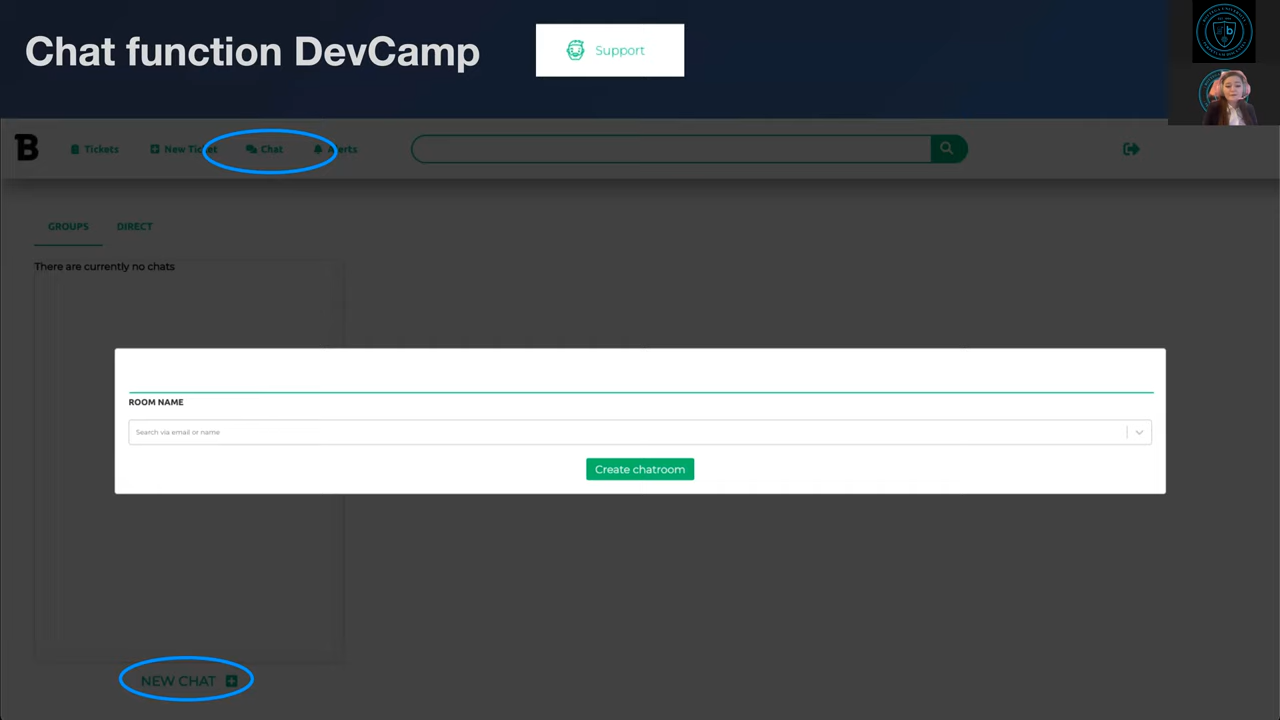 Chat function DevCamp
Support
B
Tickets
New Ticket
Chat
Alerts
GROUPS
DIRECT
There are currently no chats
ROOM NAME
Search via email or name
Create chatroom
NEW CHAT